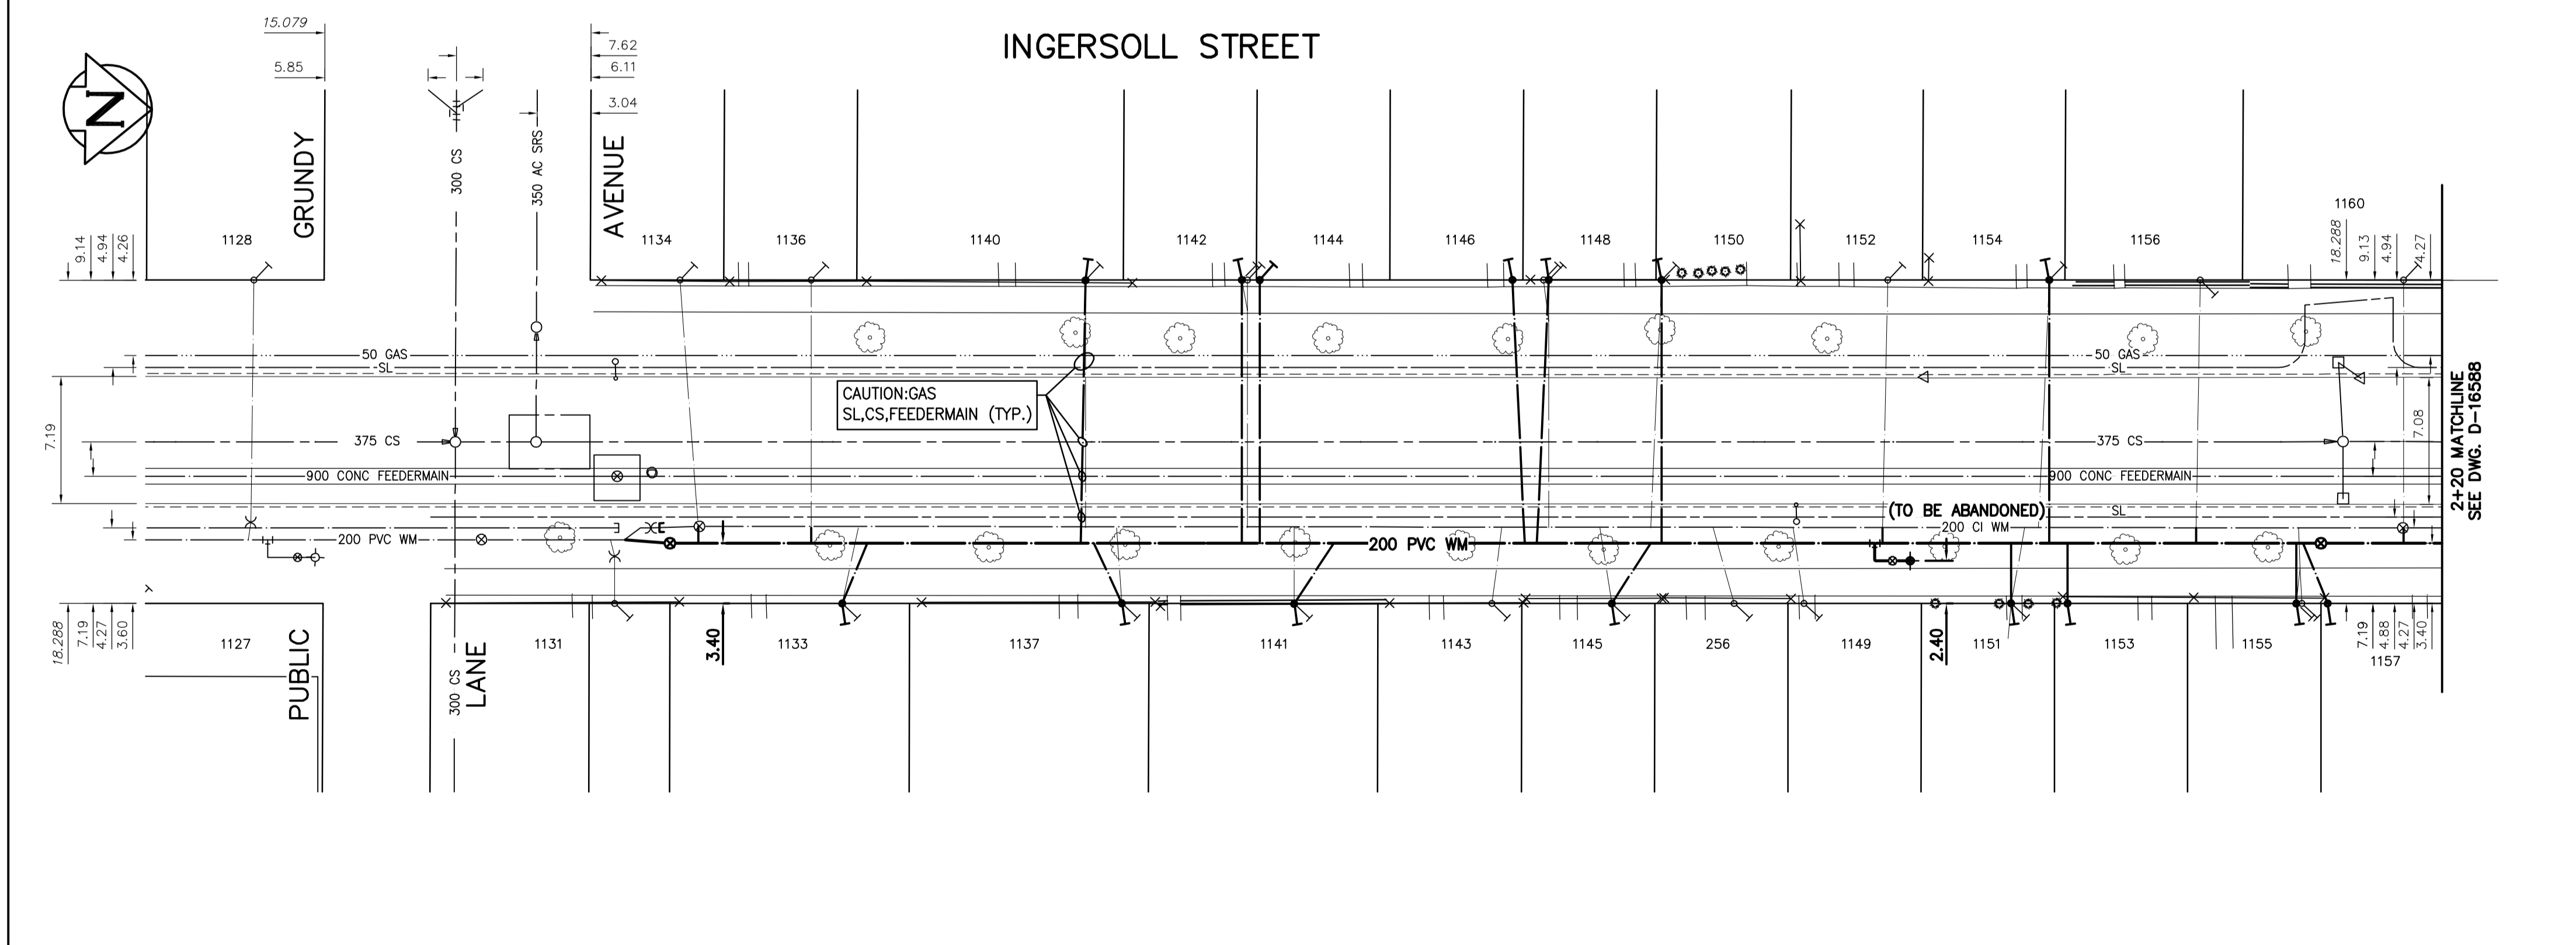 INGERSOLL STREET
15.079
5.85
7.62
6.11
3.04
N
GRUNDY
AVENUE
300 CS
350 AC SRS
9.14
4.94
4.26
1128
1134
1136
1140
1142
1144
1146
1148
1150
1152
1154
1156
1160
18.288
9.13
4.94
4.27
50 GAS
SL
50 GAS
SL
CAUTION:GAS
SL,CS,FEEDERMAIN (TYP.)
7.19
375 CS
375 CS
7.08
900 CONC FEEDERMAIN
900 CONC FEEDERMAIN
2+20 MATCHLINE
SEE DWG. D-16588
(TO BE ABANDONED)
SL
200 CI WM
E
200 PVC WM
200 PVC WM
18.288
7.19
4.27
3.60
1127
PUBLIC
300 CS
LANE
1131
3.40
1133
1137
1141
1143
1145
256
1149
2.40
1151
1153
1155
1157
7.19
4.88
4.27
3.40